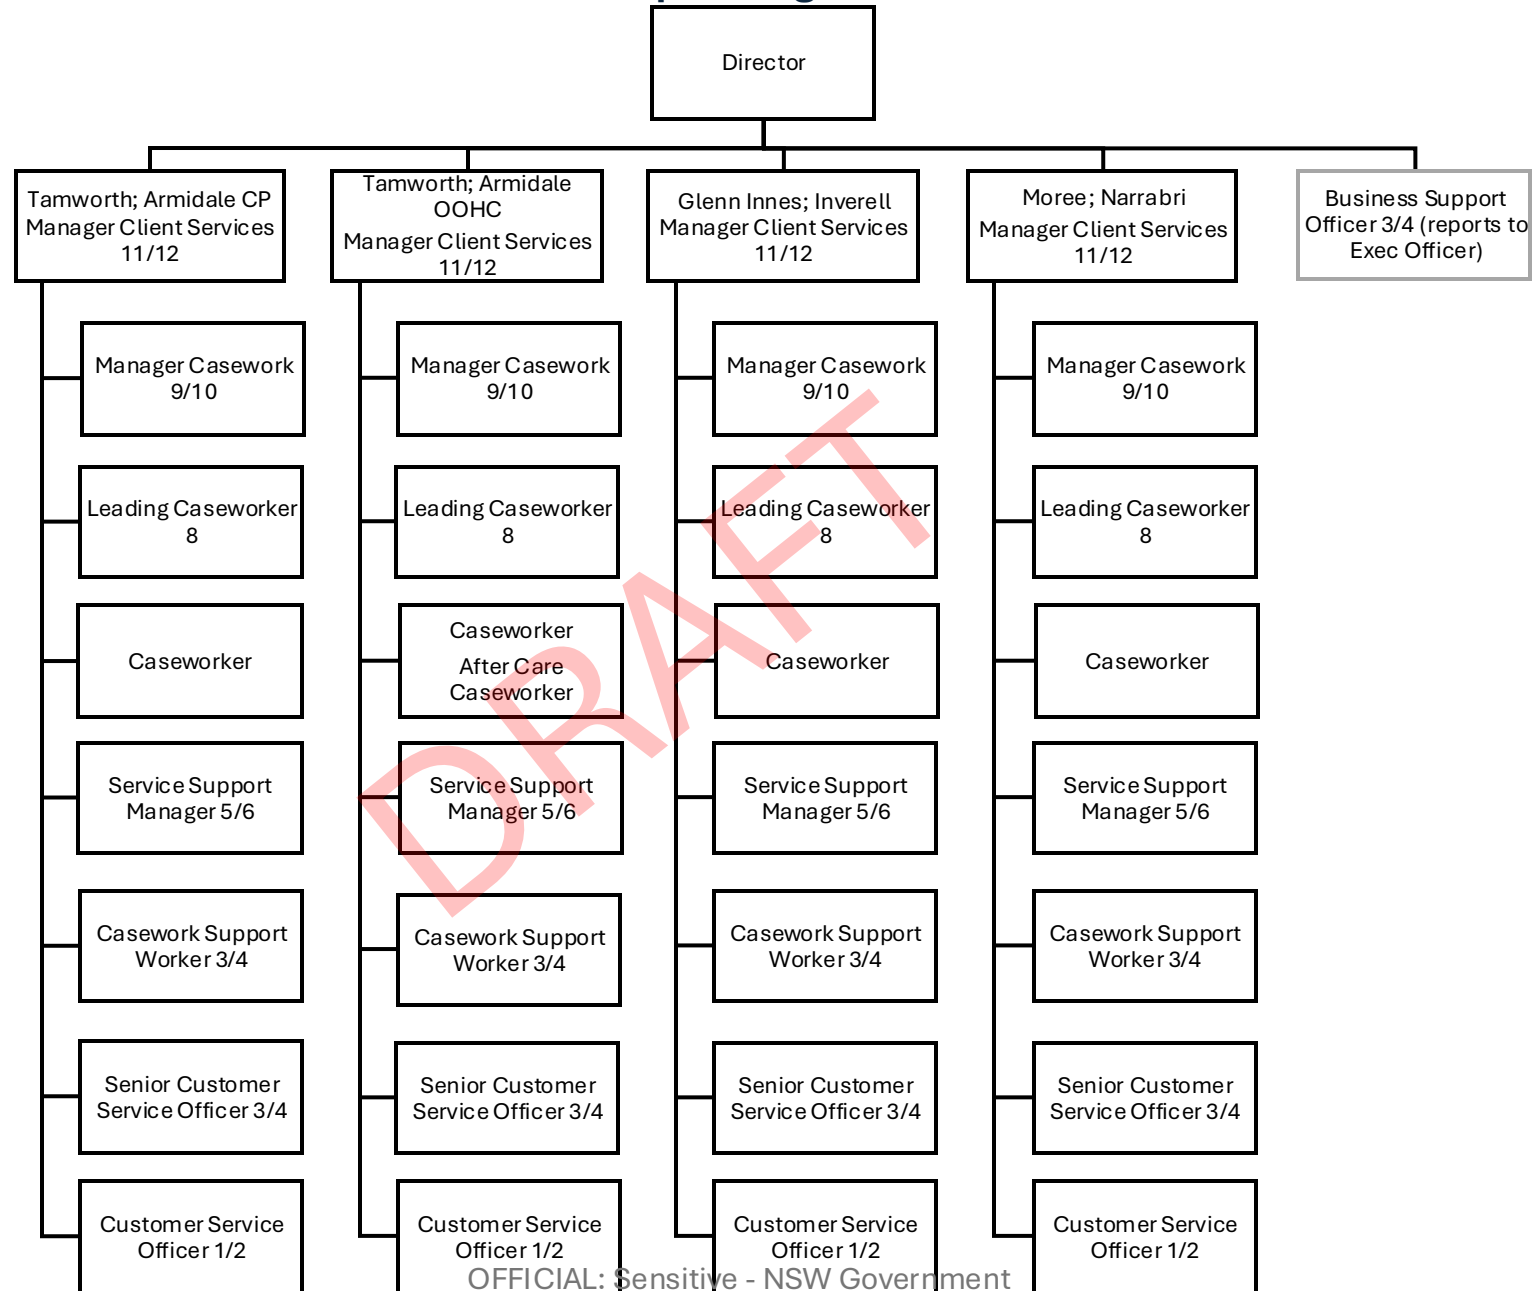 Director
Tamworth; Armidale CP
Manager Client Services
11/12
Tamworth; Armidale
OOHC
Manager Client Services
11/12
Glenn Innes; Inverell
Manager Client Services
11/12
Moree; Narrabri
Manager Client Services
11/12
Business Support
Officer 3/4 (reports to
Exec Officer)
Manager Casework
9/10
Manager Casework
9/10
Manager Casework
9/10
Manager Casework
9/10
Leading Caseworker
8
Leading Caseworker
8
Leading Caseworker
8
Leading Caseworker
8
Caseworker
Caseworker
After Care
Caseworker
Caseworker
Caseworker
Service Support
Manager 5/6
Service Support
Manager 5/6
Service Support
Manager 5/6
Service Support
Manager 5/6
Casework Support
Worker 3/4
Casework Support
Worker 3/4
Casework Support
Worker 3/4
Casework Support
Worker 3/4
Senior Customer
Service Officer 3/4
Senior Customer
Service Officer 3/4
Senior Customer
Service Officer 3/4
Senior Customer
Service Officer 3/4
Customer Service
Officer 1/2
Customer Service
Officer 1/2
Customer Service
Officer 1/2
Customer Service
Officer 1/2
DRAFT
OFFICIAL: Sensitive - NSW Government